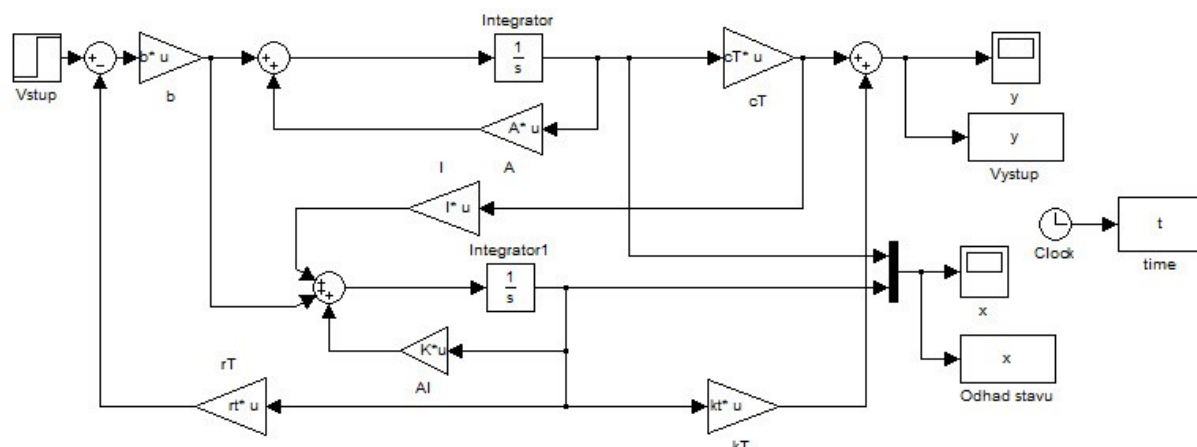 Integrator
b* u
1
s
cT* u
Vstup
b
cT
y
A* u
y
I
A
Vystup
l* u
t
Integrator1
Clock
time
1
s
x
K*u
x
rT
AI
rt* u
kt* u
Odhad stavu
kT